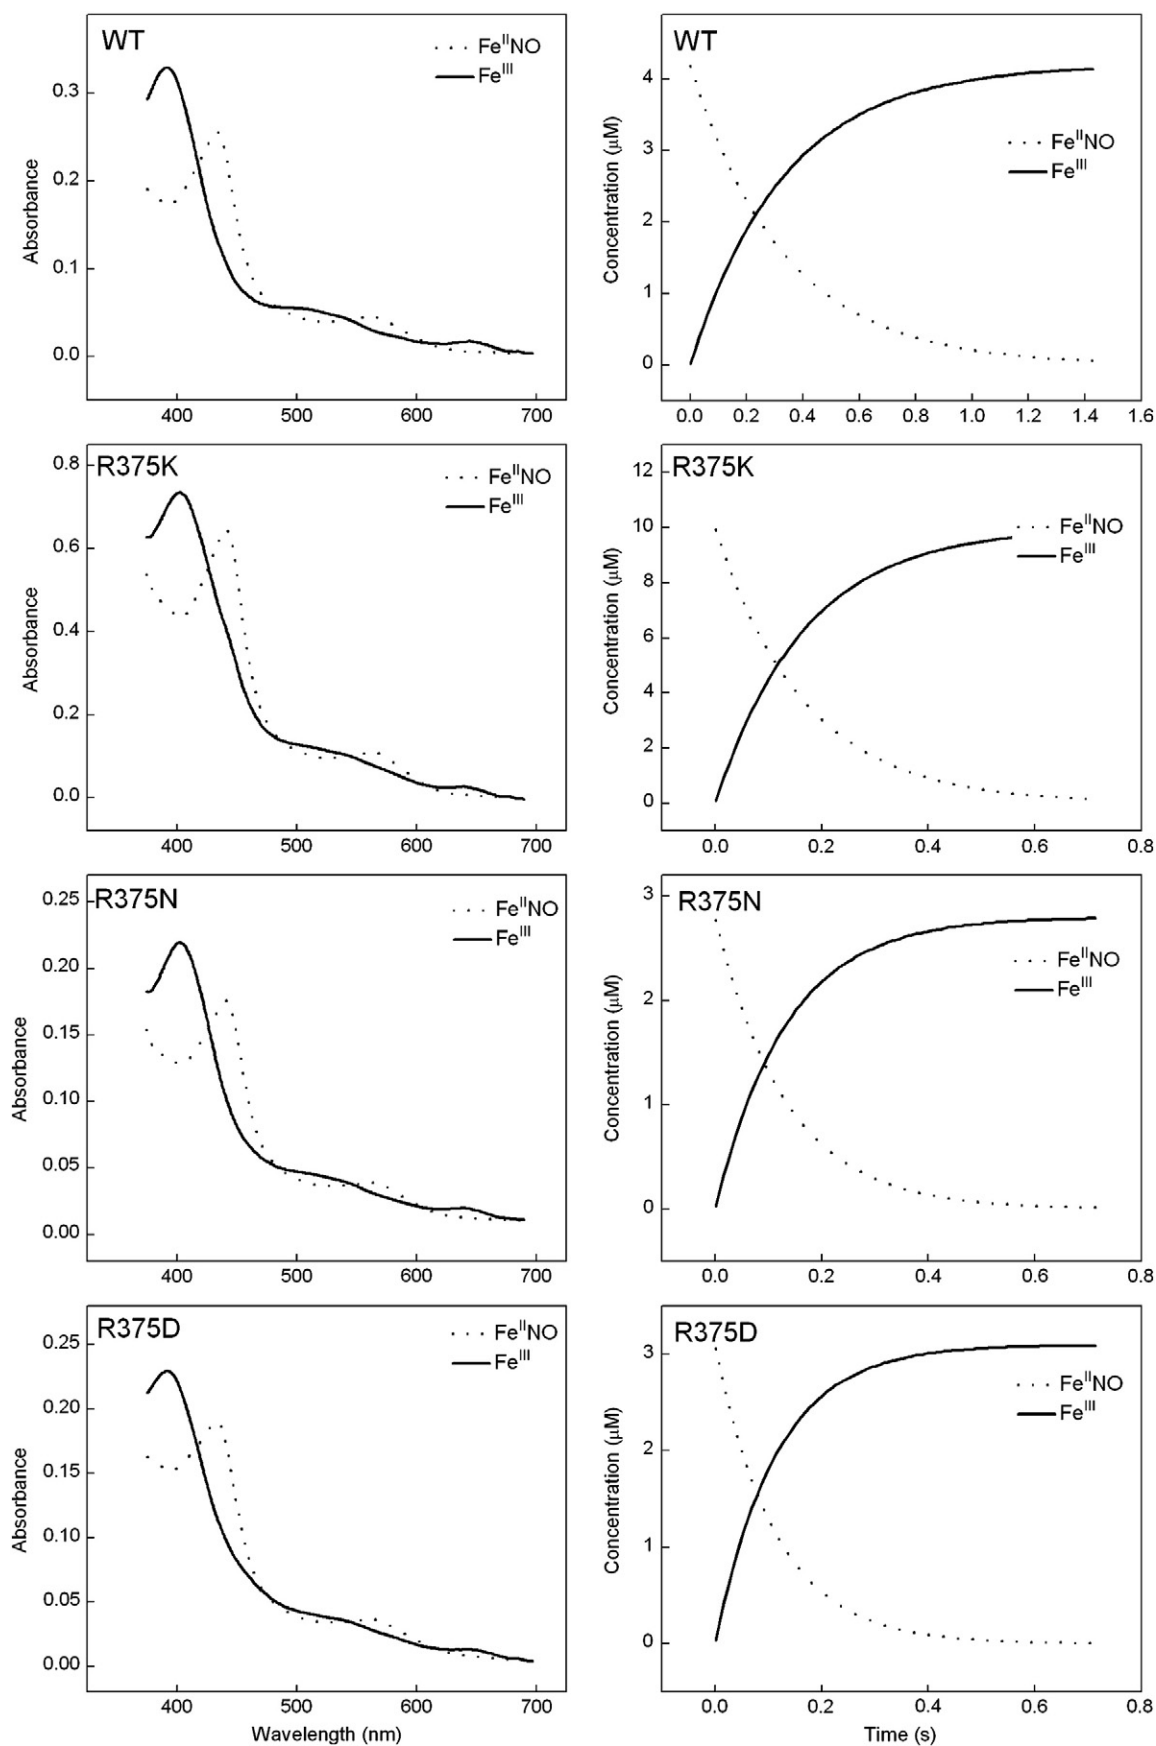 WT
Fe^II NO
Fe^III
Absorbance
0.3
0.2
0.1
0.0
400 500 600 700
WT
Fe^II NO
Fe^III
Concentration (μM)
4
3
2
1
0
0.0 0.2 0.4 0.6 0.8 1.0 1.2 1.4 1.6
R375K
Fe^II NO
Fe^III
Absorbance
0.8
0.6
0.4
0.2
0.0
400 500 600 700
R375K
Fe^II NO
Fe^III
Concentration (μM)
12
10
8
6
4
2
0
0.0 0.2 0.4 0.6 0.8
R375N
Fe^II NO
Fe^III
Absorbance
0.25
0.20
0.15
0.10
0.05
0.00
400 500 600 700
R375N
Fe^II NO
Fe^III
Concentration (μM)
3
2
1
0
0.0 0.2 0.4 0.6 0.8
R375D
Fe^II NO
Fe^III
Absorbance
0.25
0.20
0.15
0.10
0.05
0.00
400 500 600 700
Wavelength (nm)
R375D
Fe^II NO
Fe^III
Concentration (μM)
3
2
1
0
0.0 0.2 0.4 0.6 0.8
Time (s)